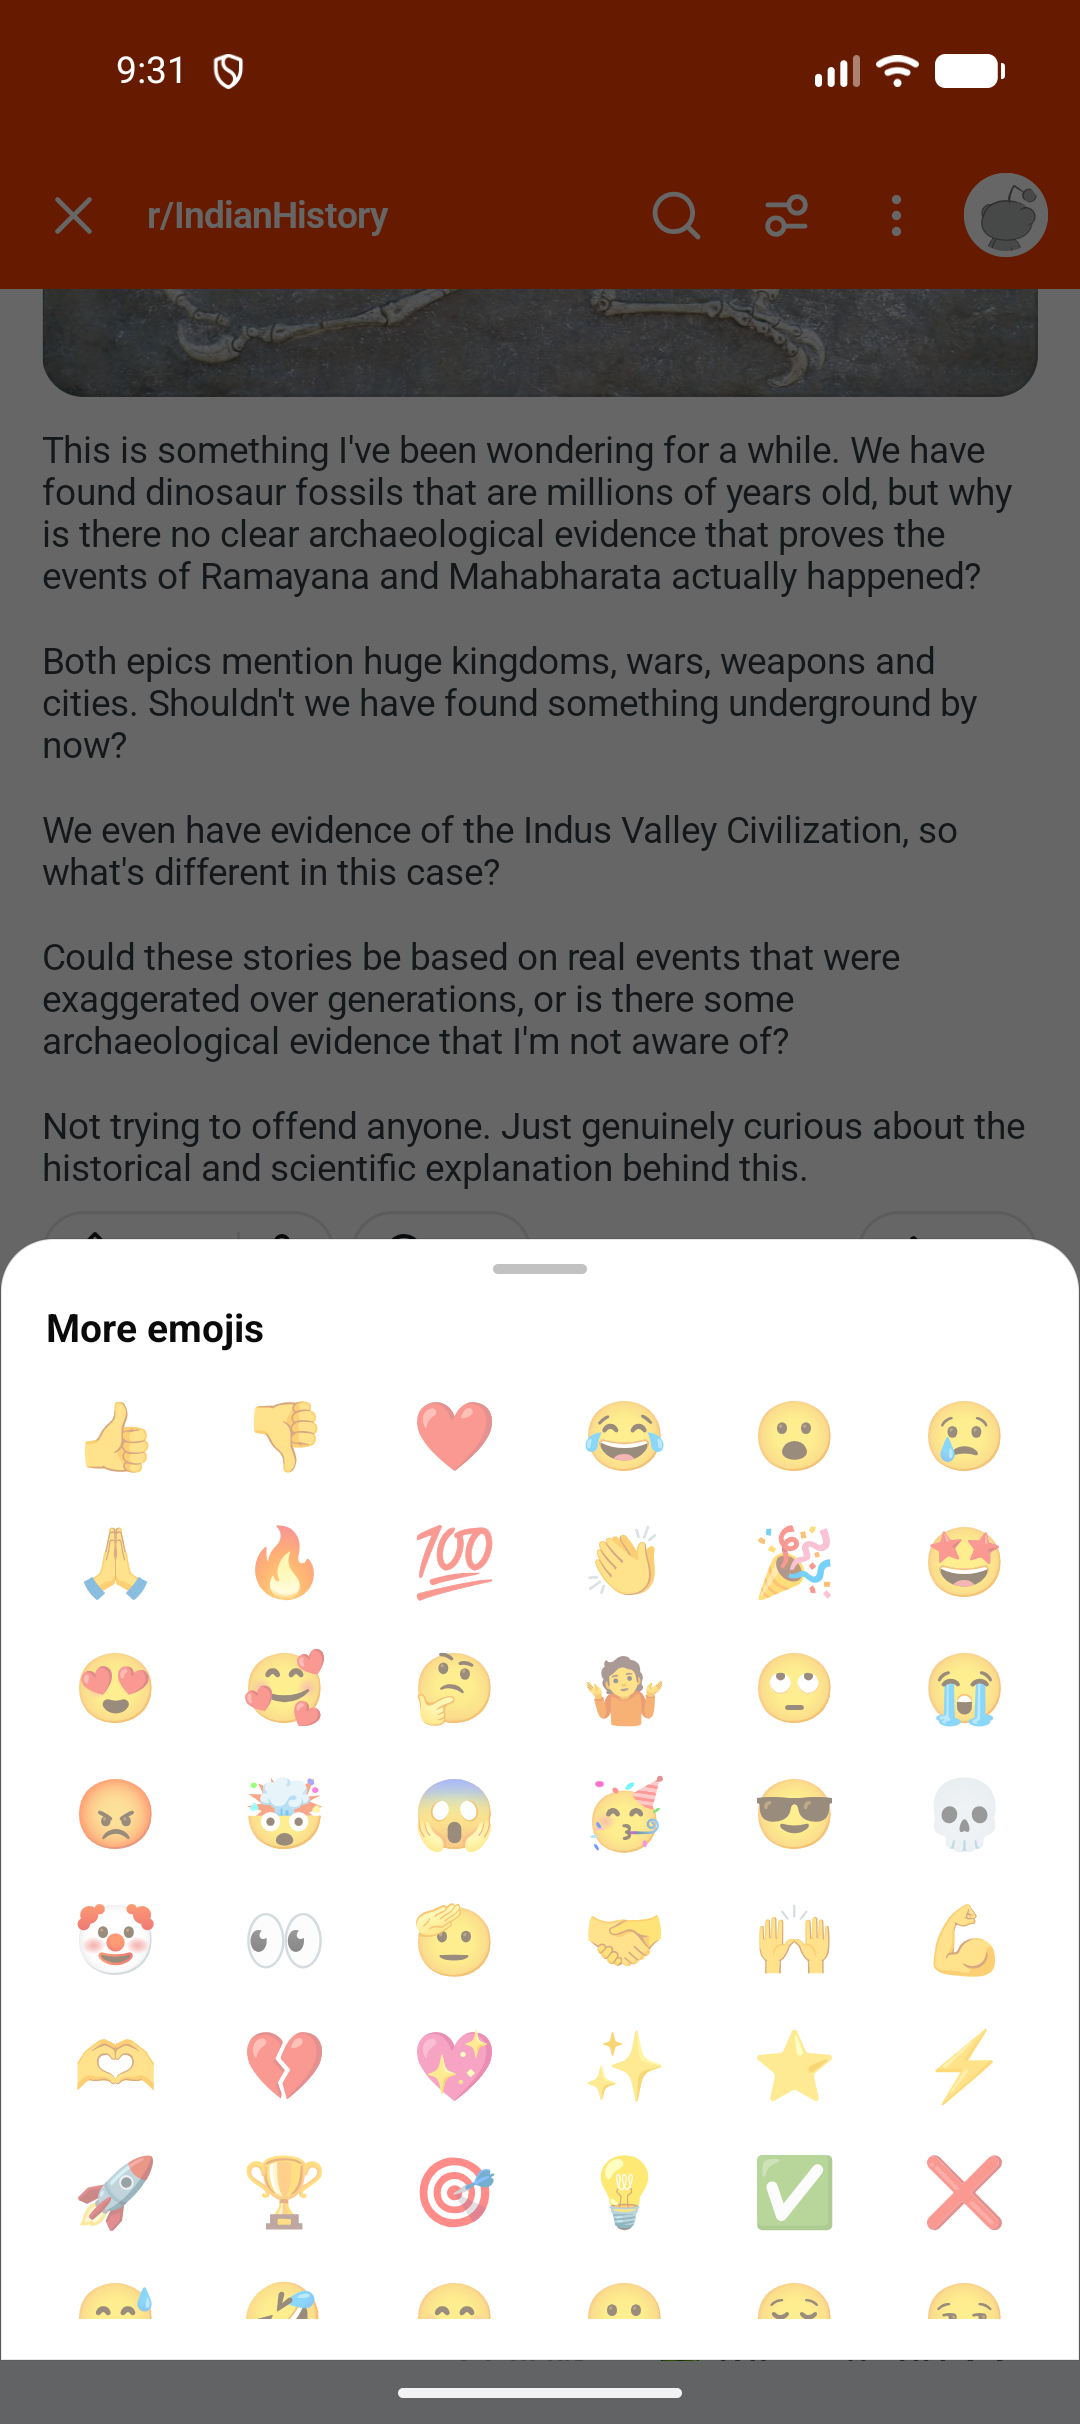 9:31
r/IndianHistory
This is something I've been wondering for a while. We have
found dinosaur fossils that are millions of years old, but why
is there no clear archaeological evidence that proves the
events of Ramayana and Mahabharata actually happened?
Both epics mention huge kingdoms, wars, weapons and
cities. Shouldn't we have found something underground by
now?
We even have evidence of the Indus Valley Civilization, so
what's different in this case?
Could these stories be based on real events that were
exaggerated over generations, or is there some
archaeological evidence that I'm not aware of?
Not trying to offend anyone. Just genuinely curious about the
historical and scientific explanation behind this.
More emojis